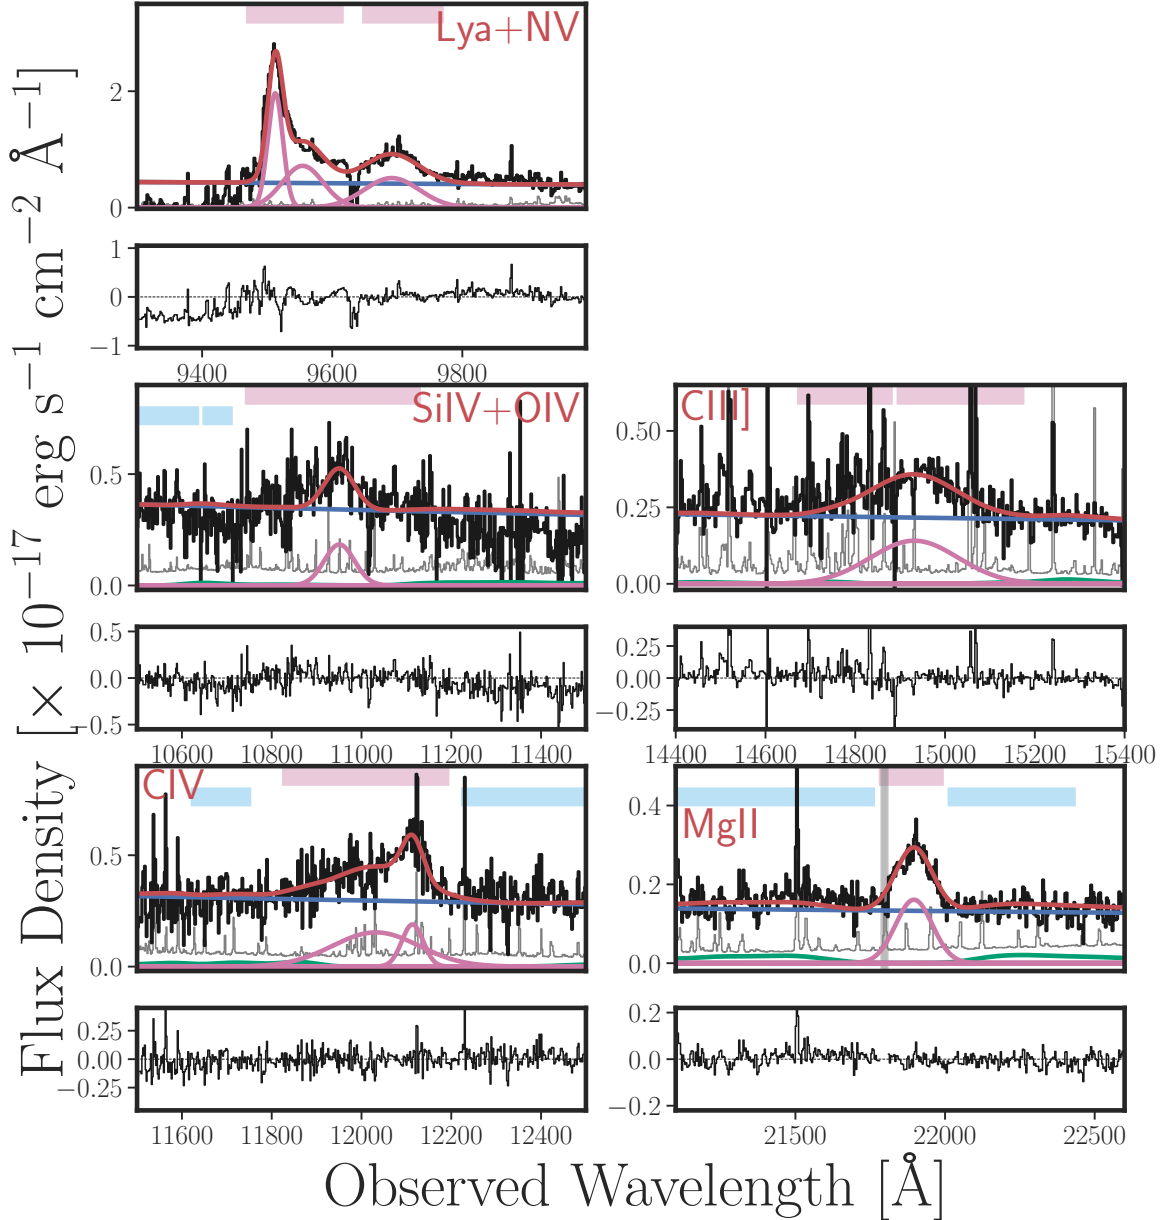 Flux Density [× 10−17 erg s−1 cm−2 Å−1]
Lya+NV
2
0
1
0
−1
9400 9600 9800
SiIV+OIV
0.5
0.0
0.5
0.0
−0.5
10600 10800 11000 11200 11400
CIII]
0.50
0.25
0.00
0.25
0.00
−0.25
14400 14600 14800 15000 15200 15400
CIV
0.5
0.0
0.25
0.00
−0.25
11600 11800 12000 12200 12400
MgII
0.4
0.2
0.0
0.2
0.0
−0.2
21500 22000 22500
Observed Wavelength [Å]